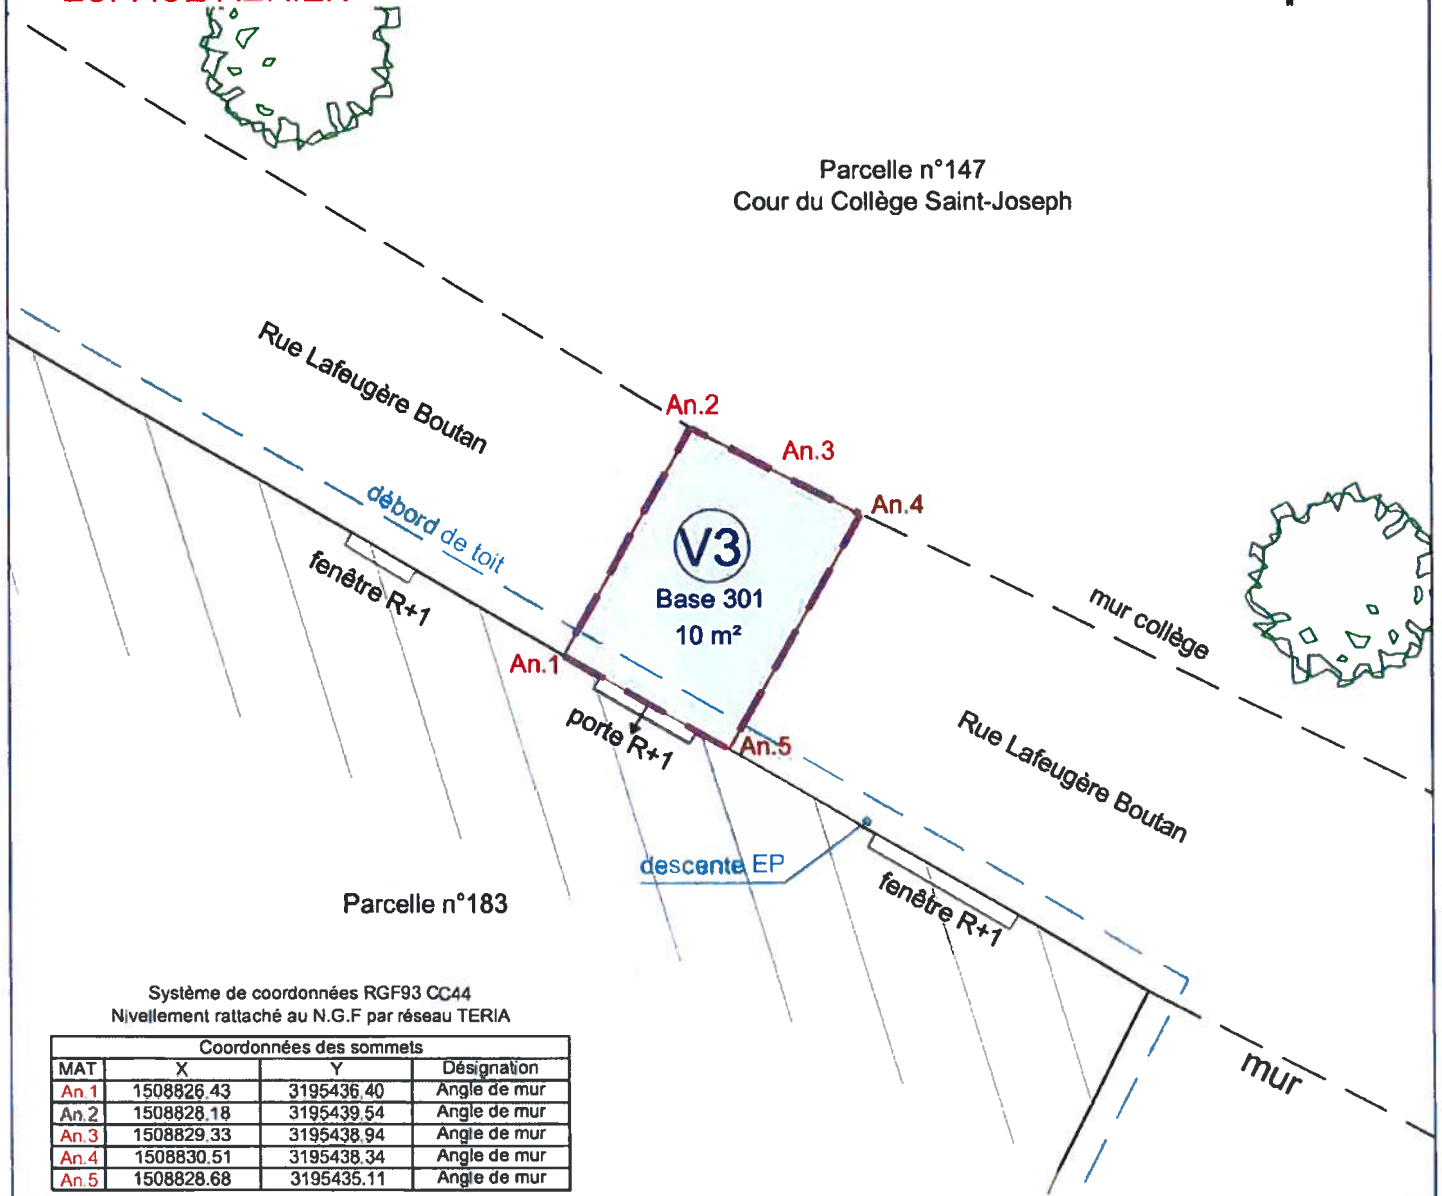 Parcelle n°147
Cour du Collège Saint-Joseph
Rue Lafeugère Boutan
An.2
An.3
An.4
débord de toit
V3
Base 301
10 m²
fenêtre R+1
mur collège
An.1
porte R+1
An.5
Rue Lafeugère Boutan
descente EP
fenêtre R+1
Parcelle n°183
mur
Système de coordonnées RGF93 CC44
Nivellement rattaché au N.G.F par réseau TERIA
Coordonnées des sommets
MAT X Y Désignation
An.1 1508826.43 3195436.40 Angle de mur
An.2 1508828.18 3195439.54 Angle de mur
An.3 1508829.33 3195438.94 Angle de mur
An.4 1508830.51 3195438.34 Angle de mur
An.5 1508828.68 3195435.11 Angle de mur